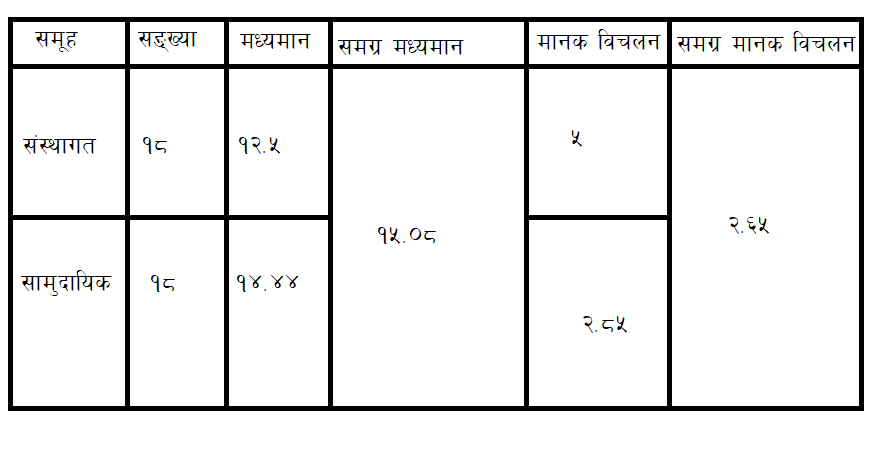 समूह सङ्ख्या मध्यमान समग्र मध्यमान मानक विचलन समग्र मानक विचलन
संस्थागत १८ १२.५ १५.०८ ५ २.६५
सामुदायिक १८ १४.४४ २.८५